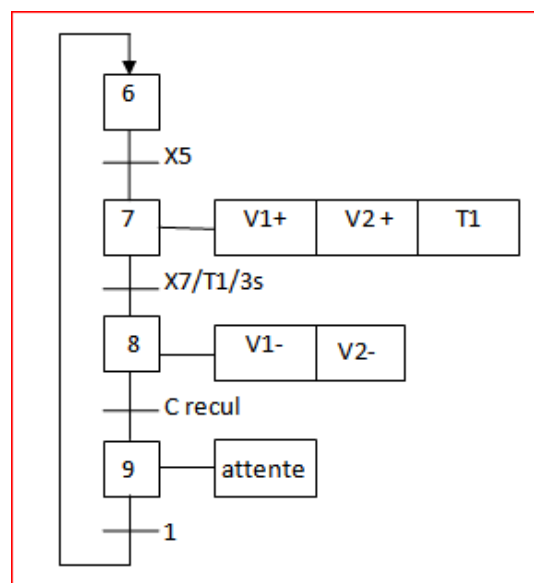 6
X5
7 V1+ V2 + T1
X7/T1/3s
8 V1- V2-
C recul
9 attente
1